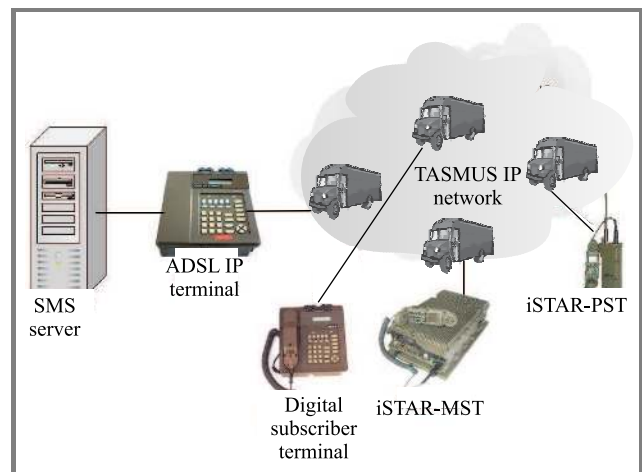 TASMUS IP
network
ADSL IP
terminal
SMS
server
iSTAR-PST
Digital
subscriber
terminal
iSTAR-MST